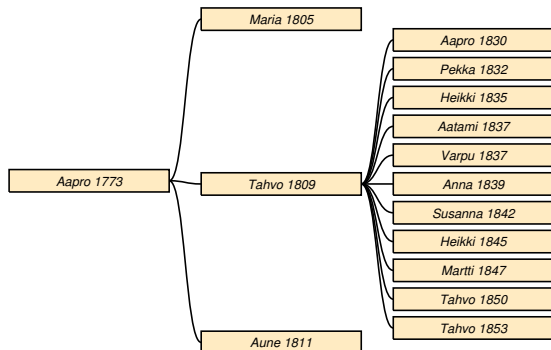 Maria 1805
Aapro 1830
Pekka 1832
Heikki 1835
Aatami 1837
Varpu 1837
Aapro 1773
Tahvo 1809
Anna 1839
Susanna 1842
Heikki 1845
Martti 1847
Tahvo 1850
Tahvo 1853
Aune 1811